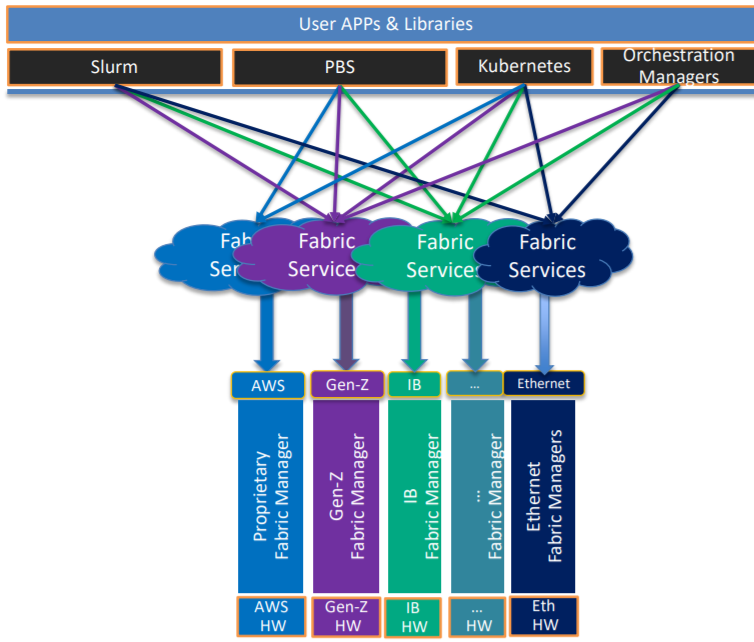 User APPs & Libraries
Slurm
PBS
Kubernetes
Orchestration
Managers
Fabric
Services
Fabric
Services
Fabric
Services
AWS
Gen-Z
IB
...
Ethernet
Proprietary
Fabric Manager
Gen-Z
Fabric Manager
IB
Fabric Manager
...
Fabric Manager
Ethernet
Fabric Managers
AWS
HW
Gen-Z
HW
IB
HW
...
HW
Eth
HW